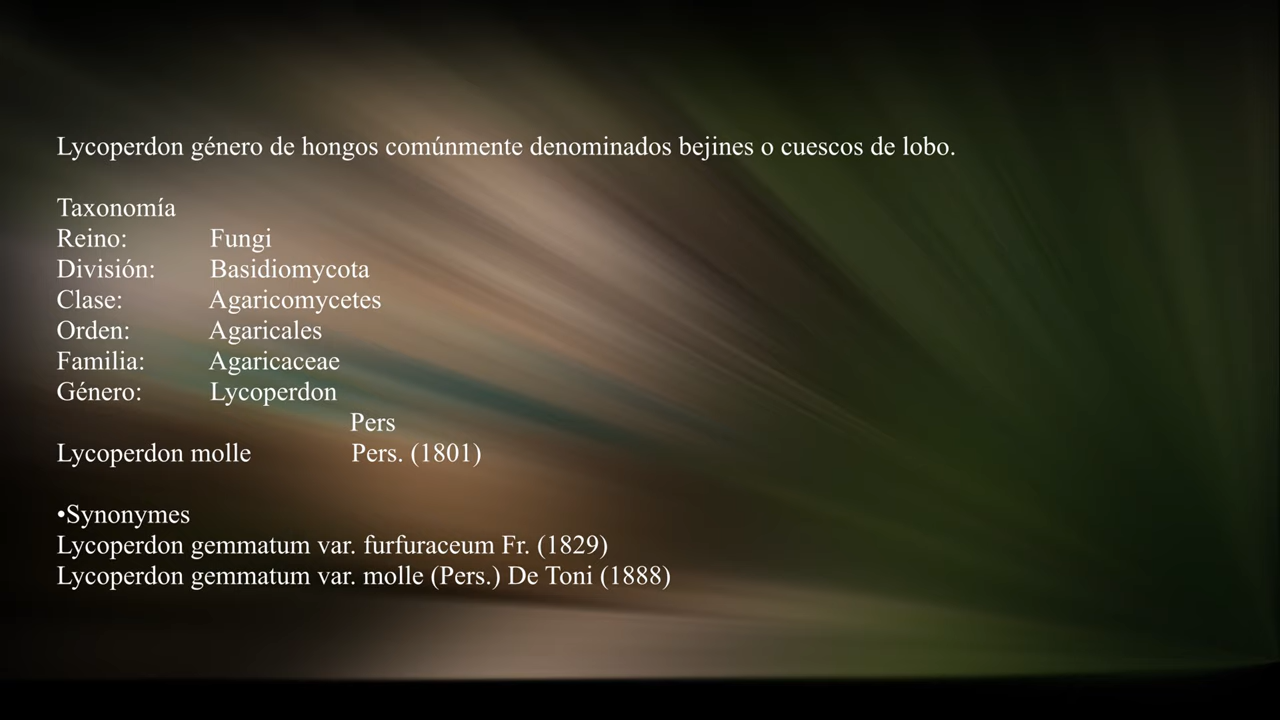 Lycoperdon género de hongos comúnmente denominados bejines o cuescos de lobo.
Taxonomía
Reino: Fungi
División: Basidiomycota
Clase: Agaricomycetes
Orden: Agaricales
Familia: Agaricaceae
Género: Lycoperdon
Pers
Lycoperdon molle Pers. (1801)
•Synonymes
Lycoperdon gemmatum var. furfuraceum Fr. (1829)
Lycoperdon gemmatum var. molle (Pers.) De Toni (1888)